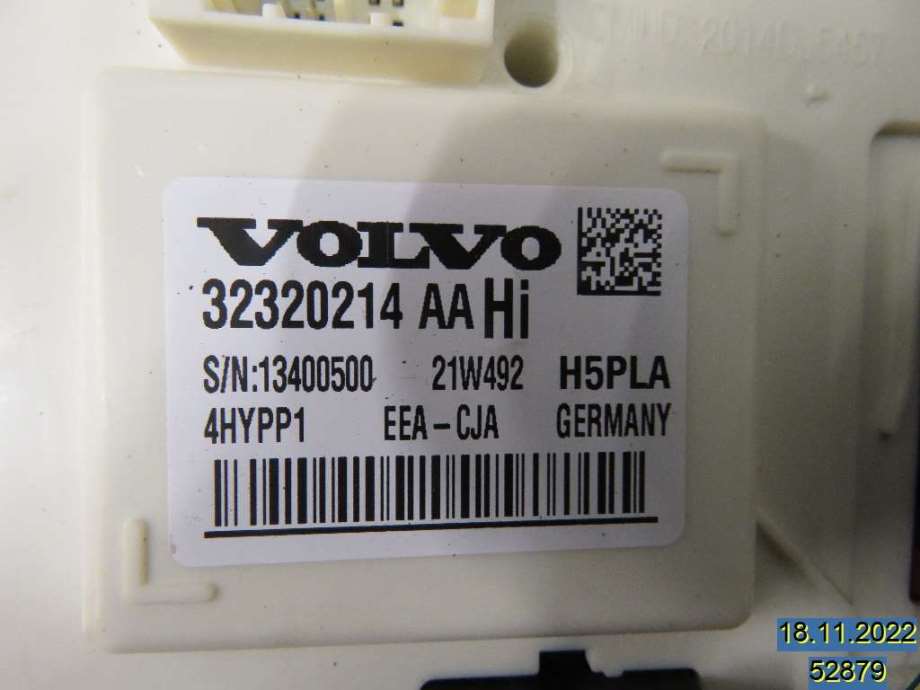 VOLVO
32320214 AA Hi
S/N:13400500 21W492 H5PLA
4HYPP1 EEA-CJA GERMANY
18.11.2022
52879